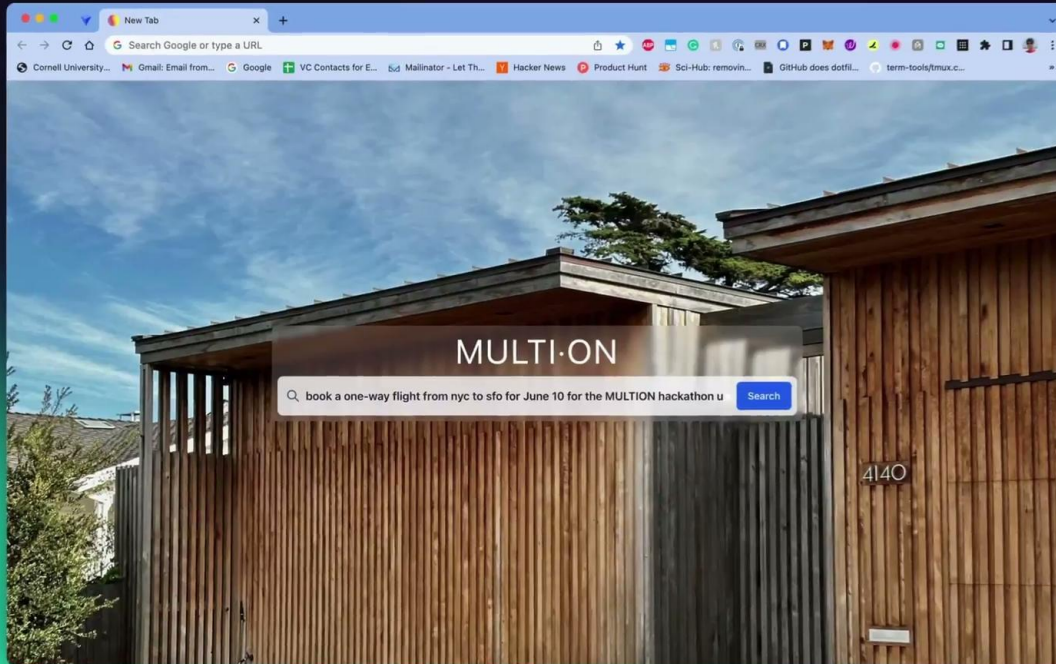 New Tab
Search Google or type a URL
ABP
Cornell University... Gmail: Email from... Google VC Contacts for E... Mailinator - Let Th... Hacker News Product Hunt Sci-Hub: removin... GitHub does dotfil... term-tools/tmux.c... »
MULTI·ON
book a one-way flight from nyc to sfo for June 10 for the MULTION hackathon u Search
4140